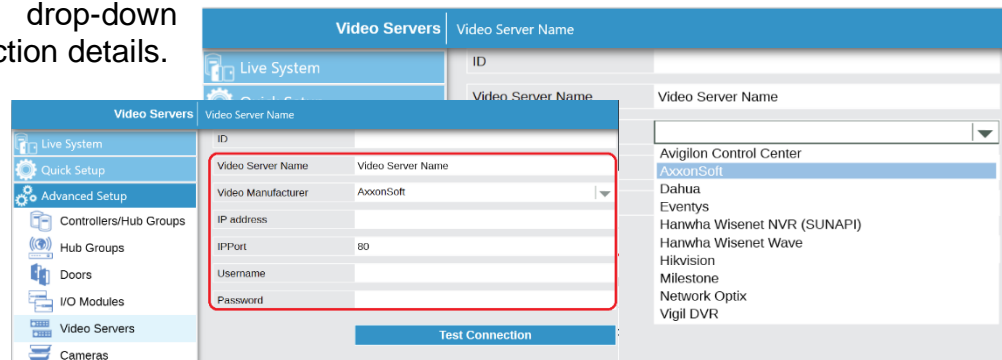 drop-down
ction details.
Video Servers
Video Server Name
Live System
ID
Video Server Name
Video Server Name
Avigilon Control Center
AxxonSoft
Dahua
Eventys
Hanwha Wisenet NVR (SUNAPI)
Hanwha Wisenet Wave
Hikvision
Milestone
Network Optix
Vigil DVR
Video Servers
Video Server Name
Live System
Quick Setup
Advanced Setup
Controllers/Hub Groups
Hub Groups
Doors
I/O Modules
Video Servers
Cameras
ID
Video Server Name Video Server Name
Video Manufacturer AxxonSoft
IP address
IPPort 80
Username
Password
Test Connection